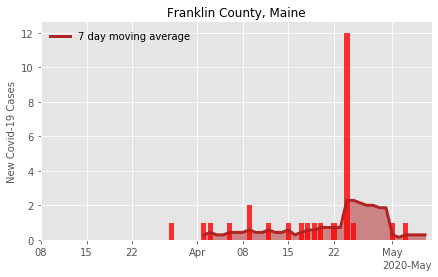 Franklin County, Maine
7 day moving average
New Covid-19 Cases
12
10
8
6
4
2
0
08 15 22 Apr 08 15 22 May
2020-May